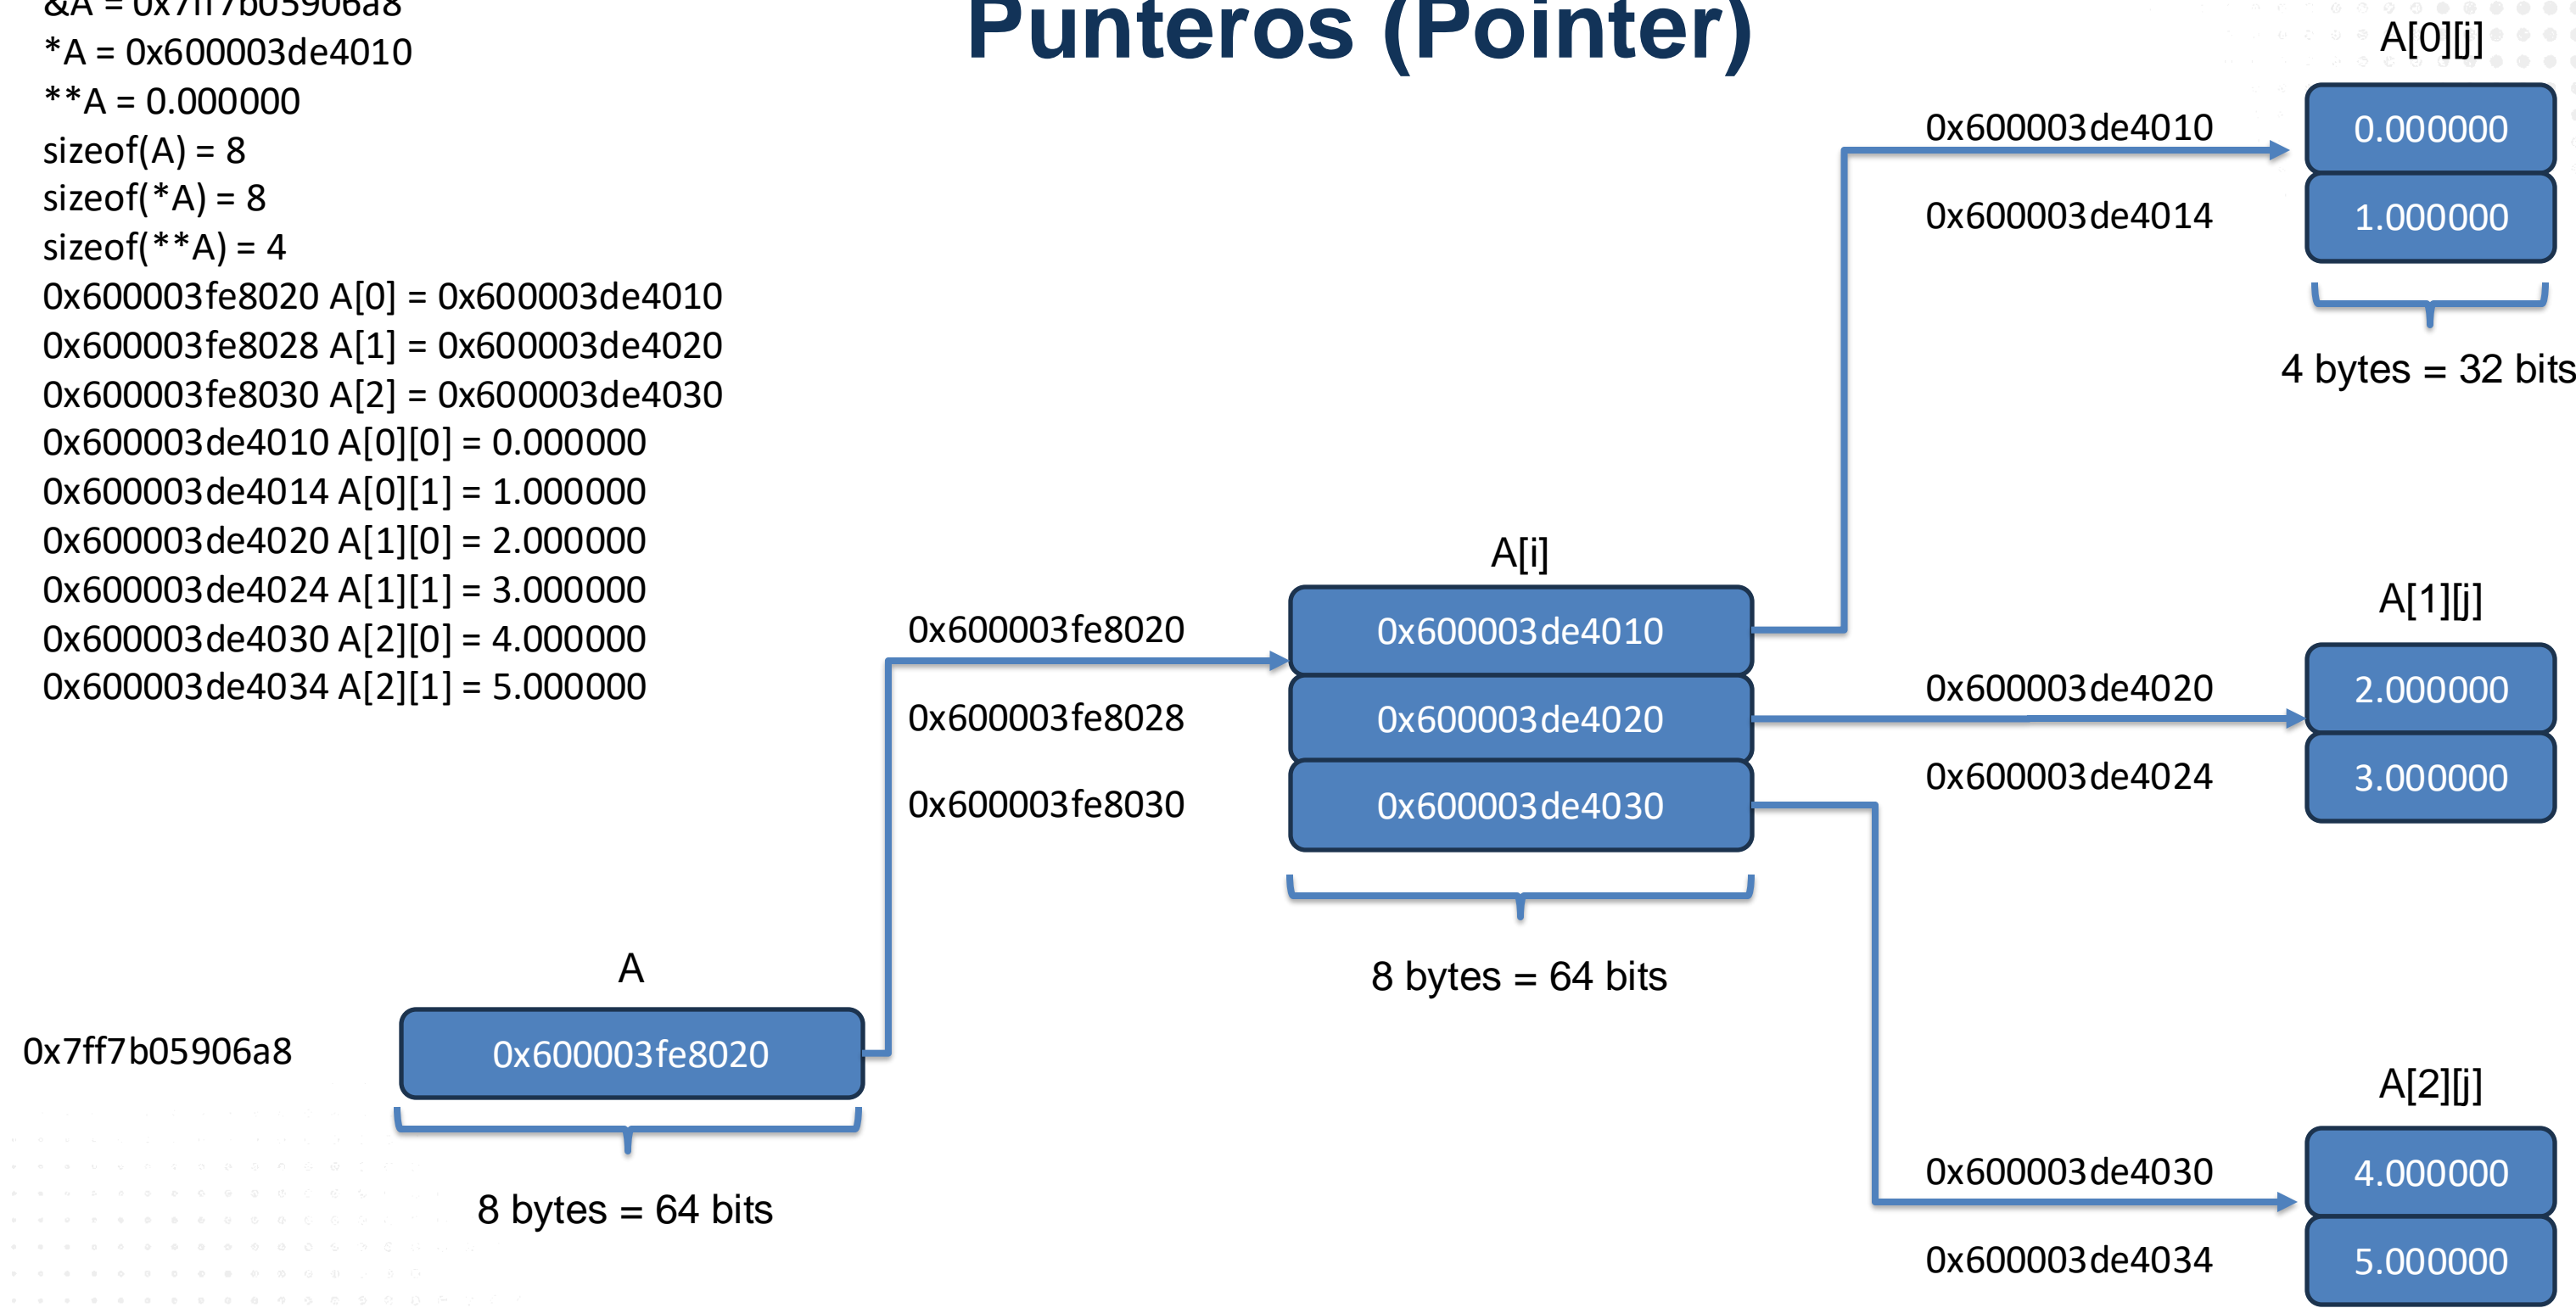 &A = 0x7ff7b05906a8
*A = 0x600003de4010
**A = 0.000000
sizeof(A) = 8
sizeof(*A) = 8
sizeof(**A) = 4
0x600003fe8020 A[0] = 0x600003de4010
0x600003fe8028 A[1] = 0x600003de4020
0x600003fe8030 A[2] = 0x600003de4030
0x600003de4010 A[0][0] = 0.000000
0x600003de4014 A[0][1] = 1.000000
0x600003de4020 A[1][0] = 2.000000
0x600003de4024 A[1][1] = 3.000000
0x600003de4030 A[2][0] = 4.000000
0x600003de4034 A[2][1] = 5.000000
Punteros (Pointer)
A
0x7ff7b05906a8
0x600003fe8020
8 bytes = 64 bits
A[i]
0x600003fe8020
0x600003de4010
0x600003fe8028
0x600003de4020
0x600003fe8030
0x600003de4030
8 bytes = 64 bits
A[0][j]
0x600003de4010
0.000000
0x600003de4014
1.000000
4 bytes = 32 bits
A[1][j]
0x600003de4020
2.000000
0x600003de4024
3.000000
A[2][j]
0x600003de4030
4.000000
0x600003de4034
5.000000